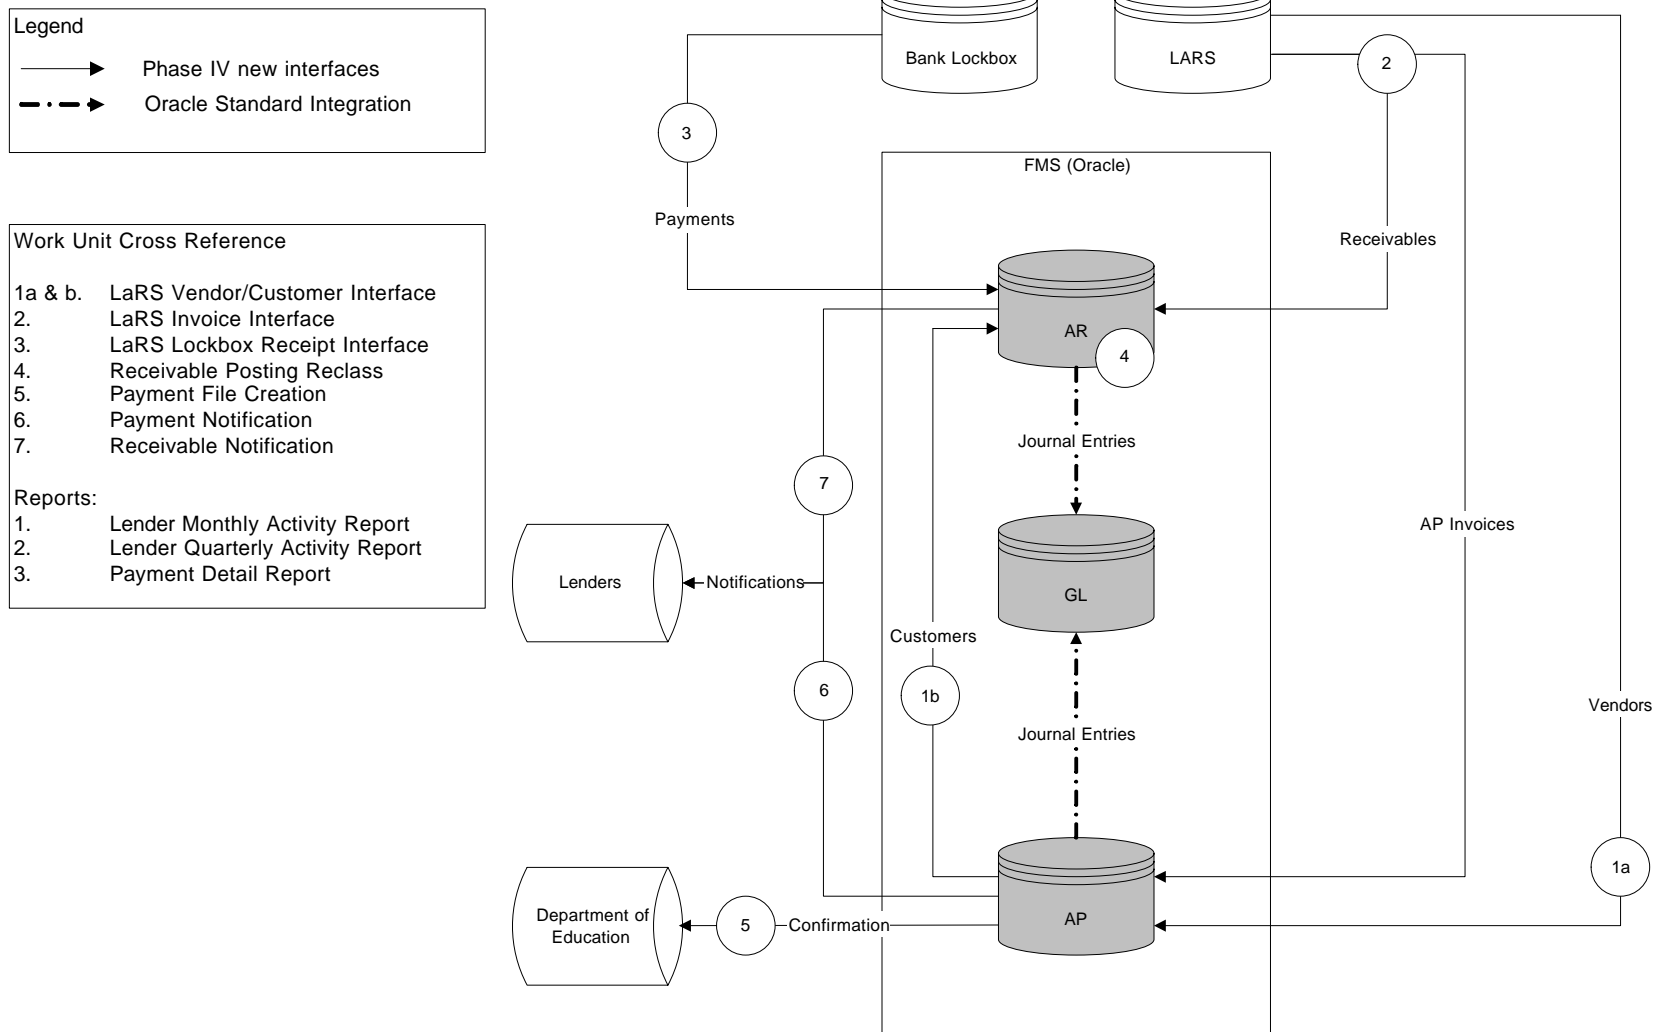 Legend
Phase IV new interfaces
Oracle Standard Integration
Work Unit Cross Reference
1a & b. LaRS Vendor/Customer Interface
2. LaRS Invoice Interface
3. LaRS Lockbox Receipt Interface
4. Receivable Posting Reclass
5. Payment File Creation
6. Payment Notification
7. Receivable Notification
Reports:
1. Lender Monthly Activity Report
2. Lender Quarterly Activity Report
3. Payment Detail Report
Bank Lockbox
LARS
2
3
FMS (Oracle)
Payments
Receivables
AR
4
Journal Entries
7
AP Invoices
Lenders
Notifications
GL
Customers
6
1b
Vendors
Journal Entries
1a
Department of
Education
5
Confirmation
AP